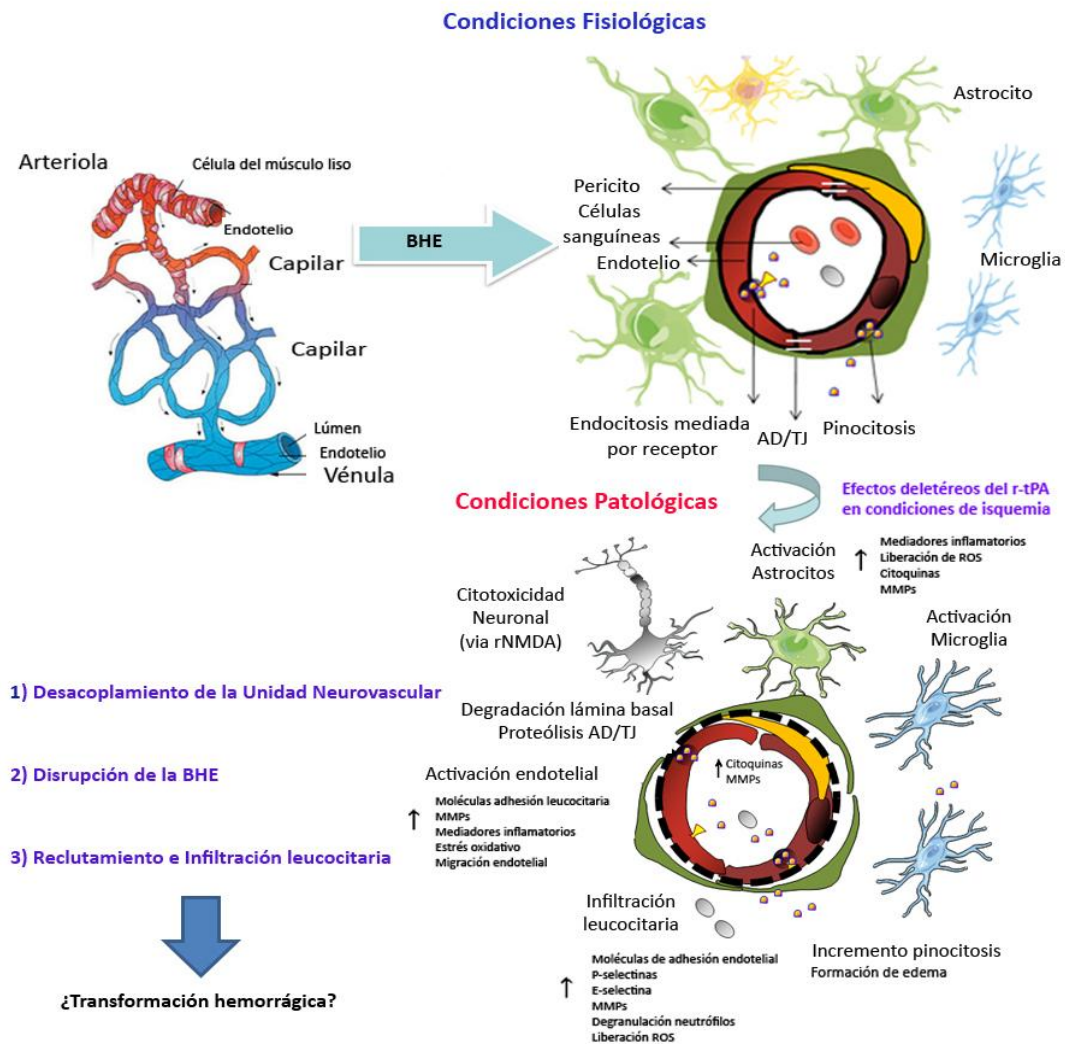 Condiciones Fisiológicas
Astrocito
Arteriola
Célula del músculo liso
Endotelio
Capilar
Capilar
Lúmen
Endotelio
Vénula
BHE
Pericito
Células
sanguíneas
Endotelio
Microglia
Endocitosis mediada
por receptor
AD/TJ
Pinocitosis
Condiciones Patológicas
Efectos deletéreos del r-tPA
en condiciones de isquemia
Activación
Astrocitos
↑
Mediadores inflamatorios
Liberación de ROS
Citoquinas
MMPs
Citotoxicidad
Neuronal
(via rNMDA)
Activación
Microglia
1) Desacoplamiento de la Unidad Neurovascular
Degradación lámina basal
Proteólisis AD/TJ
2) Disrupción de la BHE
Activación endotelial
↑
Moléculas adhesión leucocitaria
MMPs
Mediadores inflamatorios
Estrés oxidativo
Migración endotelial
↑ Citoquinas
MMPs
3) Reclutamiento e Infiltración leucocitaria
Infiltración
leucocitaria
↑
Moléculas de adhesión endotelial
P-selectinas
E-selectina
MMPs
Degranulación neutrófilos
Liberación ROS
Incremento pinocitosis
Formación de edema
¿Transformación hemorrágica?